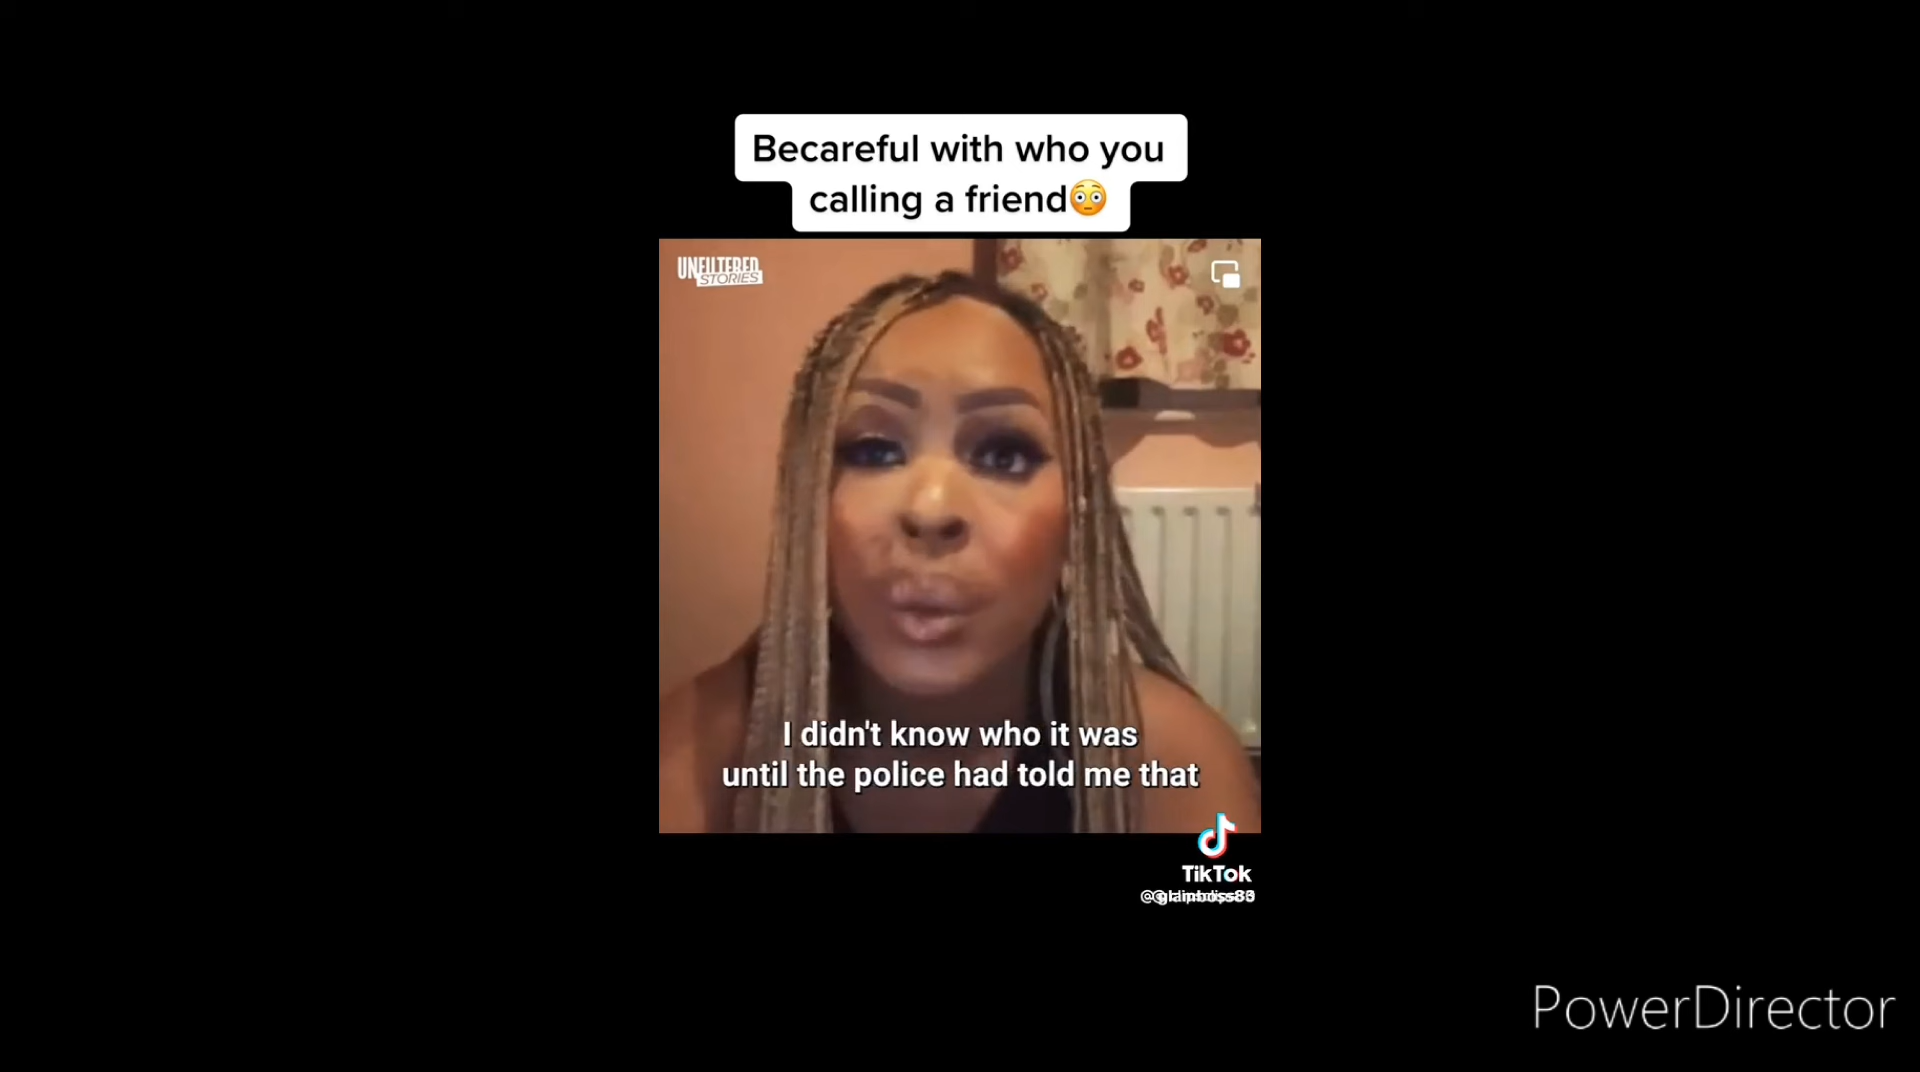 Becareful with who you
calling a friend😳
UNFILTERED
STORIES
I didn't know who it was
until the police had told me that
TikTok
PowerDirector